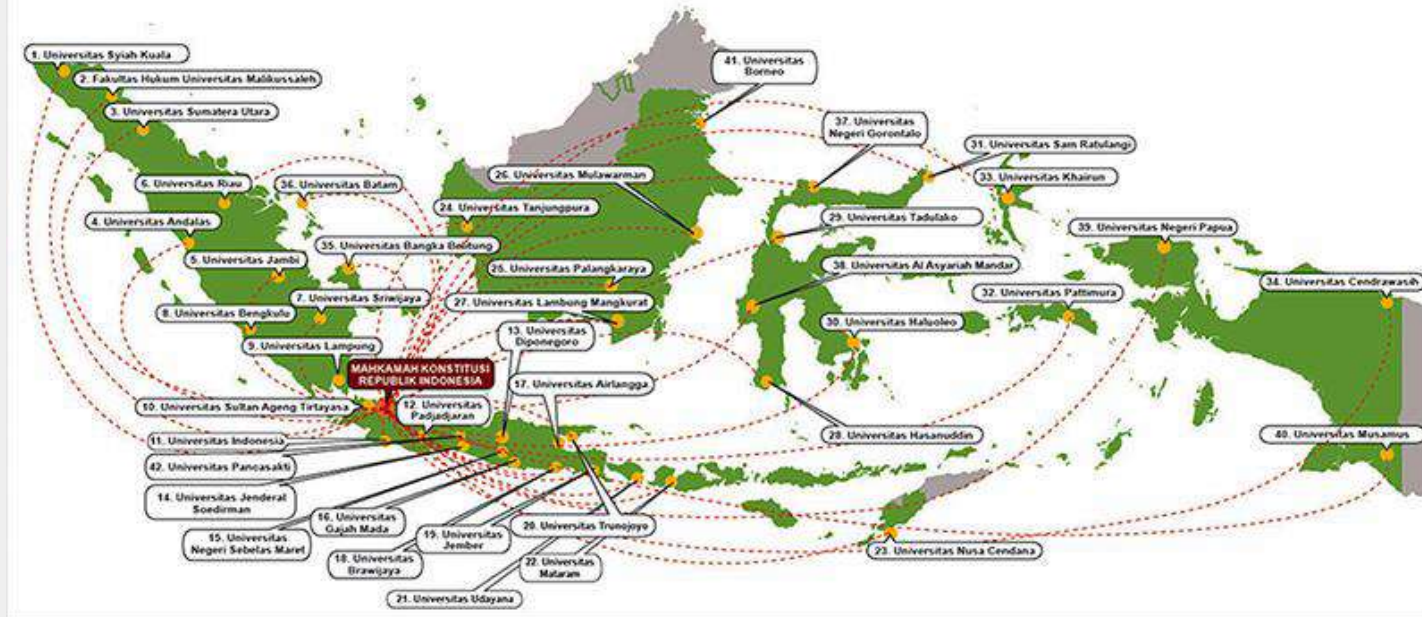 1. Universitas Syiah Kuala
2. Fakultas Hukum Universitas Malikussaleh
3. Universitas Sumatera Utara
41. Universitas
Borneo
37. Universitas
Negeri Gorontalo
31. Universitas Sam Ratulangi
6. Universitas Riau
36. Universitas Batam
26. Universitas Mulawarman
33. Universitas Khairun
4. Universitas Andalas
24. Universitas Tanjungpura
29. Universitas Tadulako
39. Universitas Negeri Papua
35. Universitas Bangka Belitung
5. Universitas Jambi
25. Universitas Palangkaraya
38. Universitas Al Asyariah Mandar
34. Universitas Cendrawasih
7. Universitas Sriwijaya
27. Universitas Lambung Mangkurat
32. Universitas Pattimura
8. Universitas Bengkulu
30. Universitas Haluoleo
13. Universitas
Diponegoro
9. Universitas Lampung
MAHKAMAH KONSTITUSI
REPUBLIK INDONESIA
17. Universitas Airlangga
10. Universitas Sultan Ageng Tirtayasa
12. Universitas
Padjadjaran
28. Universitas Hasanuddin
40. Universitas Musamus
11. Universitas Indonesia
42. Universitas Pancasakti
14. Universitas Jenderal
Soedirman
16. Universitas
Gajah Mada
15. Universitas
Negeri Sebelas Maret
19. Universitas
Jember
20. Universitas Trunojoyo
23. Universitas Nusa Cendana
18. Universitas
Brawijaya
22. Universitas
Mataram
21. Universitas Udayana